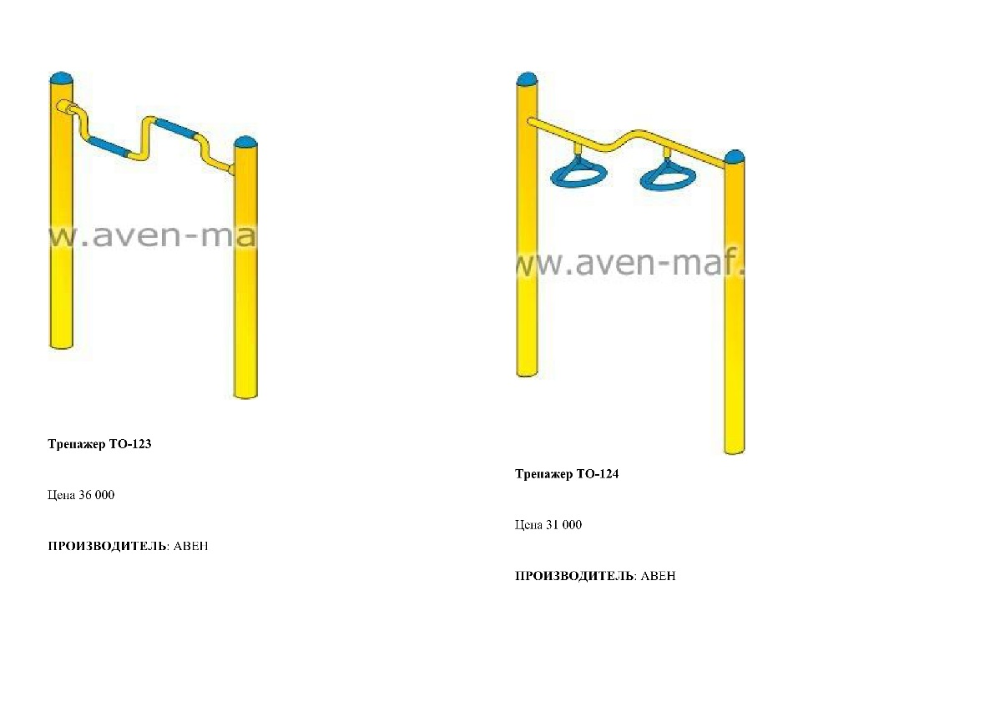 w.aven-ma
ww.aven-maf.
Тренажер ТО-123
Цена 36 000
ПРОИЗВОДИТЕЛЬ: АВЕН
Тренажер ТО-124
Цена 31 000
ПРОИЗВОДИТЕЛЬ: АВЕН